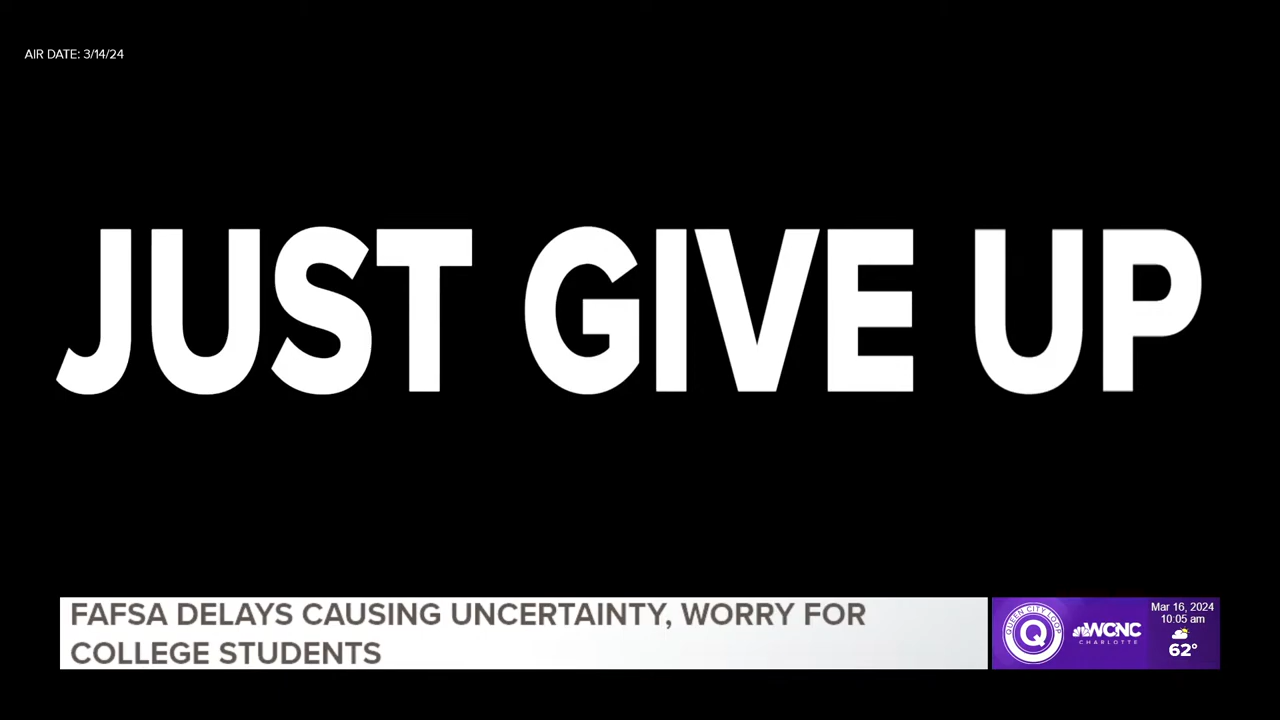 AIR DATE: 3/14/24
JUST GIVE UP
FAFSA DELAYS CAUSING UNCERTAINTY, WORRY FOR
COLLEGE STUDENTS
QUEEN CITY LOOP
Q
WCNC
CHARLOTTE
Mar 16, 2024
10:05 am
62°